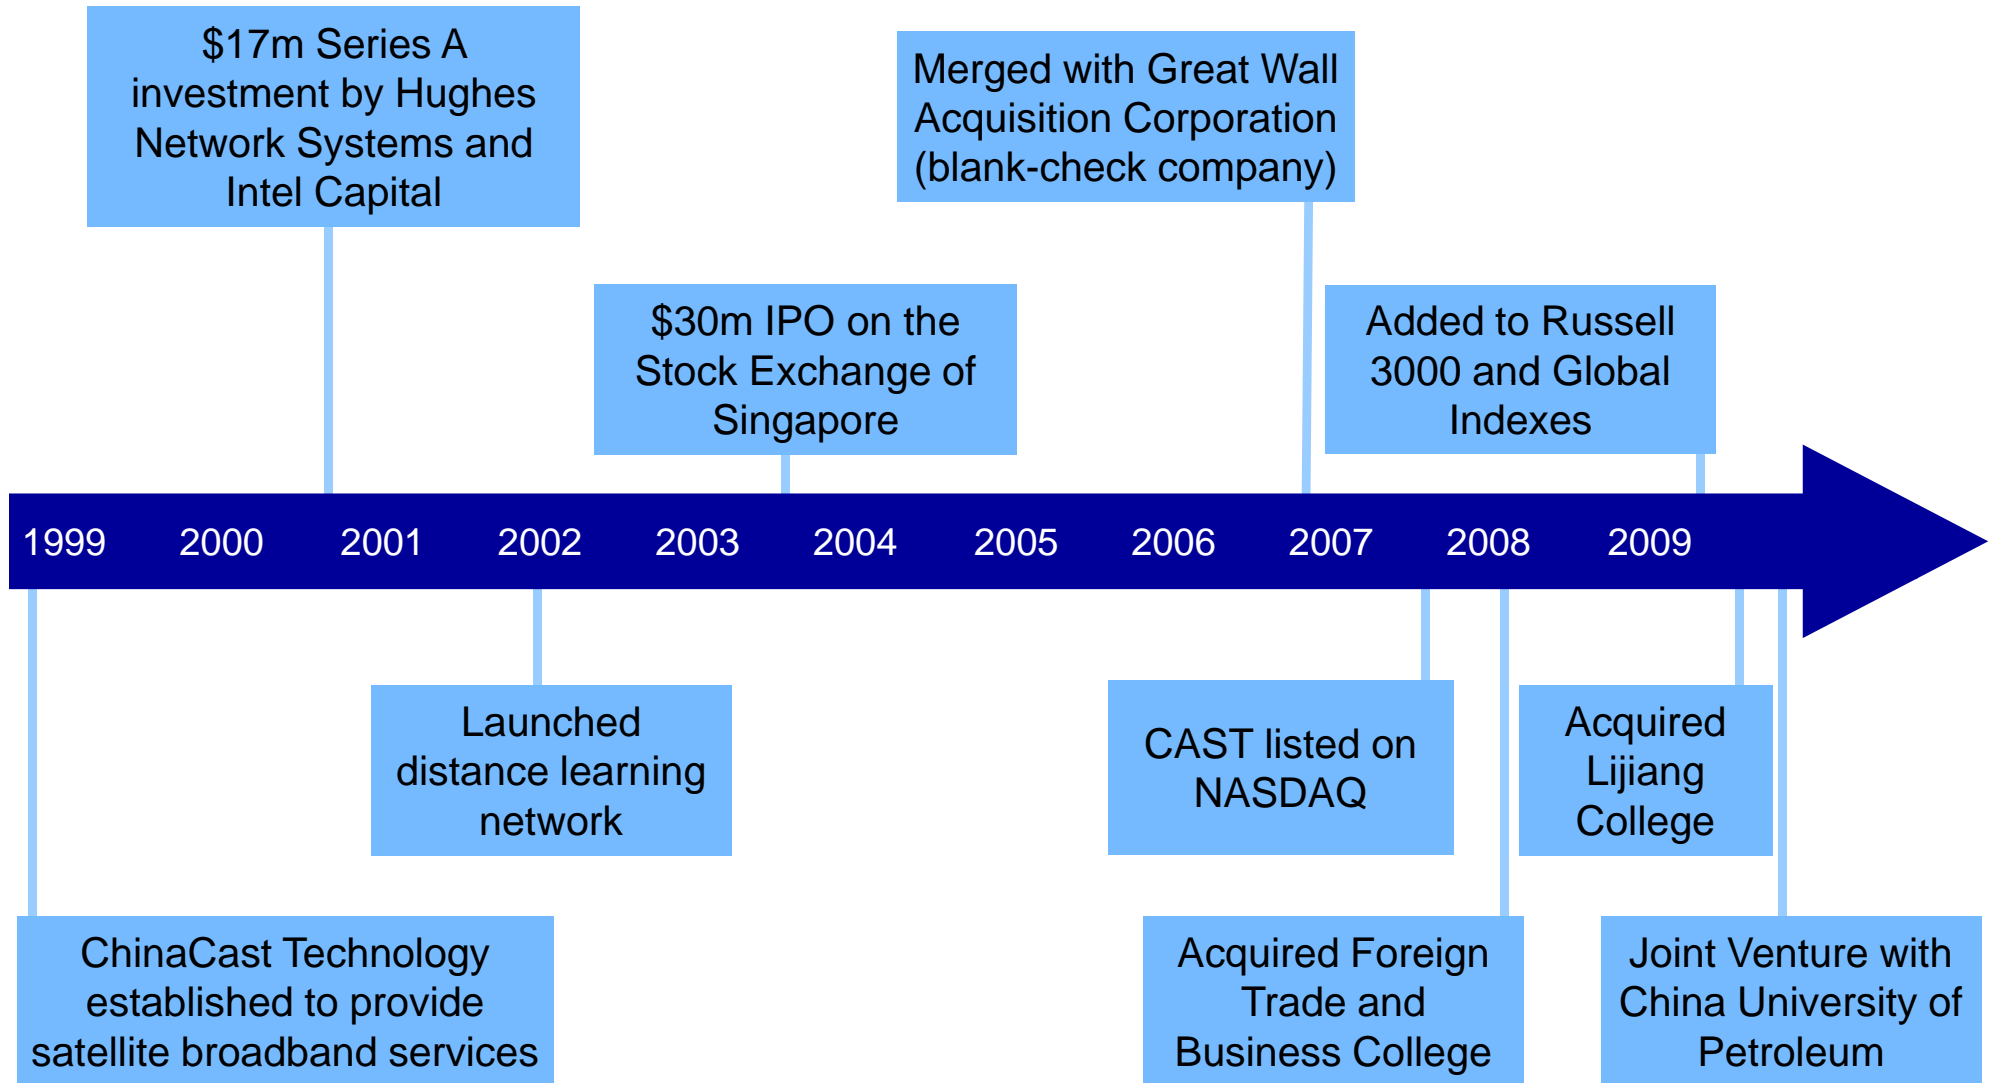 $17m Series A
investment by Hughes
Network Systems and
Intel Capital
Merged with Great Wall
Acquisition Corporation
(blank-check company)
$30m IPO on the
Stock Exchange of
Singapore
Added to Russell
3000 and Global
Indexes
1999 2000 2001 2002 2003 2004 2005 2006 2007 2008 2009
Launched
distance learning
network
CAST listed on
NASDAQ
Acquired
Lijiang
College
ChinaCast Technology
established to provide
satellite broadband services
Acquired Foreign
Trade and
Business College
Joint Venture with
China University of
Petroleum